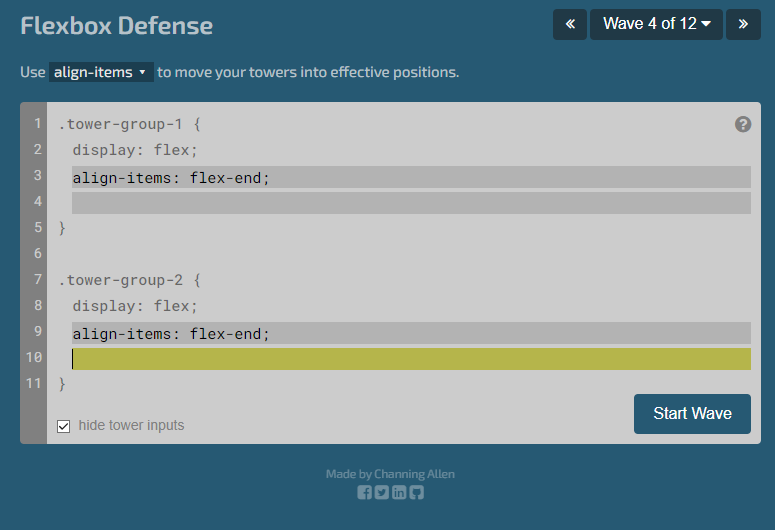 Flexbox Defense
« Wave 4 of 12 »
Use align-items to move your towers into effective positions.
1 .tower-group-1 {
2 display: flex;
3 align-items: flex-end;
4
5 }
6
7 .tower-group-2 {
8 display: flex;
9 align-items: flex-end;
10
11 }
?
hide tower inputs
Start Wave
Made by Channing Allen